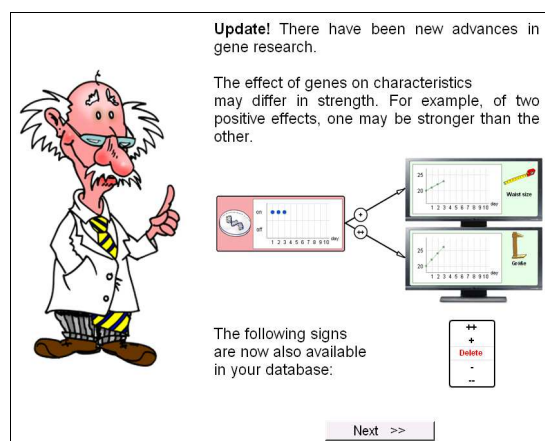 Update! There have been new advances in
gene research.
The effect of genes on characteristics
may differ in strength. For example, of two
positive effects, one may be stronger than the
other.
on
off
1 2 3 4 5 6 7 8 9 10
day
+
++
25
20
1 2 3 4 5 6 7 8 9 10
day
Waist size
25
20
1 2 3 4 5 6 7 8 9 10
day
Größe
The following signs
are now also available
in your database:
++
+
Delete
-
--
Next >>